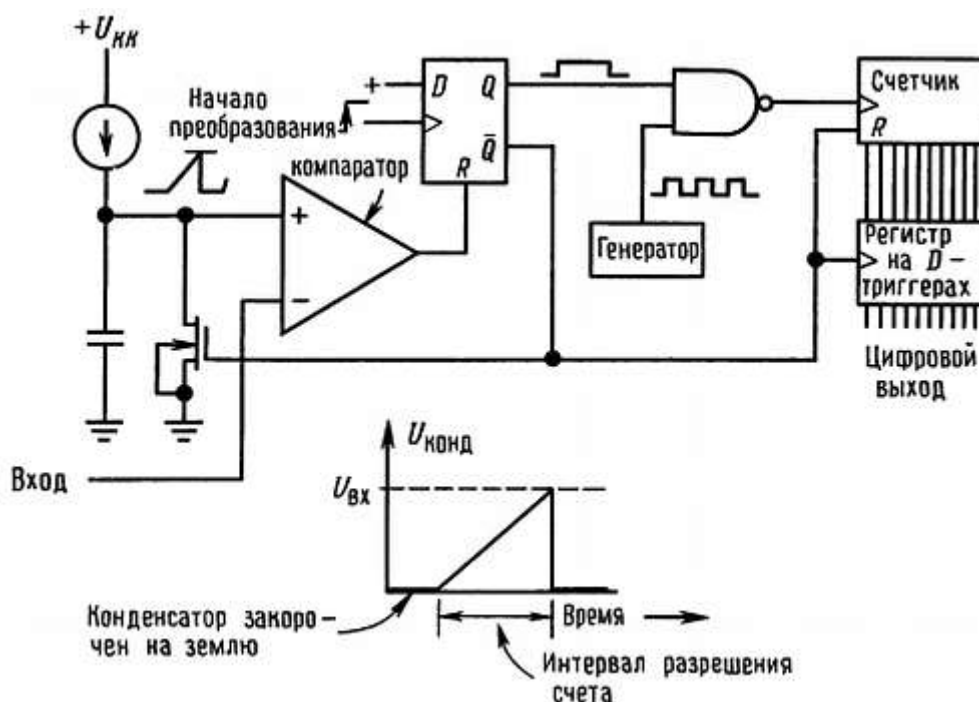 +U кк
Начало
преобразования
компаратор
+
D
Q
Q̅
R
+
−
Генератор
Счетчик
R
Регистр
на D-
триггерах
Цифровой
выход
Вход
U конд
U вх
Время
Конденсатор закоро-
чен на землю
Интервал разрешения
счета